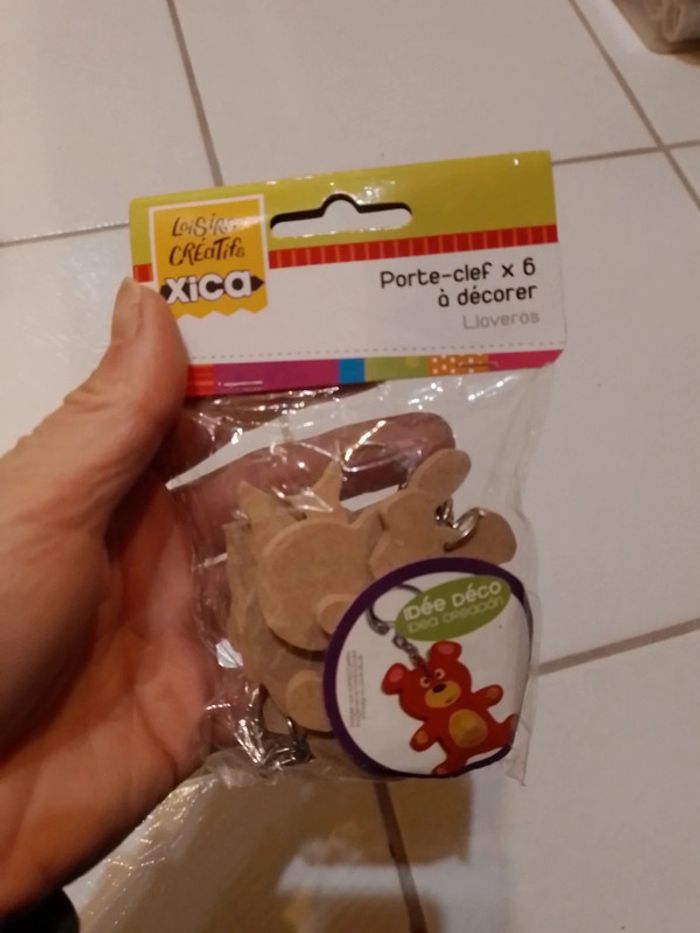 LOISIRS
CRÉATIFS
xica
Porte-clef x 6
à décorer
Llaveros
IDÉE DÉCO
IDEA CREACIÓN